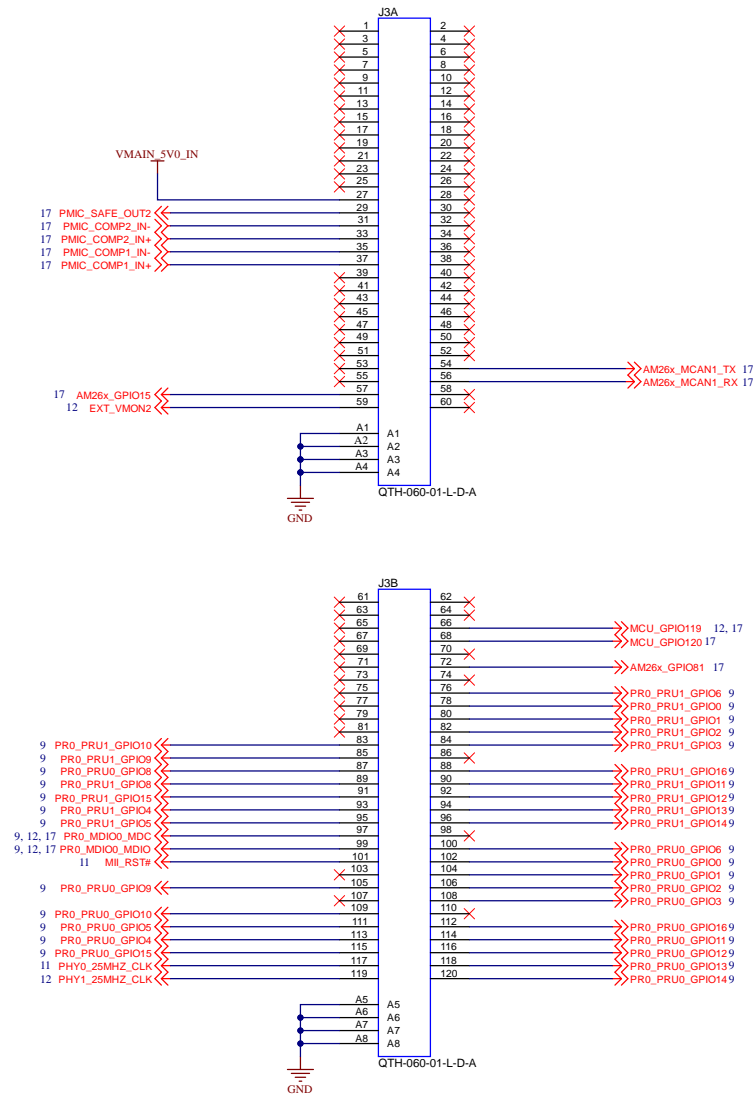 J3A
1 2
3 4
5 6
7 8
9 10
11 12
13 14
15 16
17 18
19 20
VMAIN_5V0_IN
21 22
23 24
25 26
27 28
17 PMIC_SAFE_OUT2 29 30
17 PMIC_COMP2_IN- 31 32
17 PMIC_COMP2_IN+ 33 34
17 PMIC_COMP1_IN- 35 36
17 PMIC_COMP1_IN+ 37 38
39 40
41 42
43 44
45 46
47 48
49 50
51 52
53 54 AM26x_MCAN1_TX 17
55 56 AM26x_MCAN1_RX 17
17 AM26x_GPIO15 57 58
12 EXT_VMON2 59 60
A1 A1
A2 A2
A3 A3
A4 A4
QTH-060-01-L-D-A
GND
J3B
61 62
63 64
65 66 MCU_GPIO119 12, 17
67 68 MCU_GPIO120 17
69 70
71 72 AM26x_GPIO81 17
73 74
75 76 PR0_PRU1_GPIO6 9
77 78 PR0_PRU1_GPIO0 9
79 80 PR0_PRU1_GPIO1 9
81 82 PR0_PRU1_GPIO2 9
9 PR0_PRU1_GPIO10 83 84 PR0_PRU1_GPIO3 9
9 PR0_PRU1_GPIO9 85 86
9 PR0_PRU0_GPIO8 87 88 PR0_PRU1_GPIO16 9
9 PR0_PRU1_GPIO8 89 90 PR0_PRU1_GPIO11 9
9 PR0_PRU1_GPIO15 91 92 PR0_PRU1_GPIO12 9
9 PR0_PRU1_GPIO4 93 94 PR0_PRU1_GPIO13 9
9 PR0_PRU1_GPIO5 95 96 PR0_PRU1_GPIO14 9
9, 12, 17 PR0_MDIO0_MDC 97 98
9, 12, 17 PR0_MDIO0_MDIO 99 100 PR0_PRU0_GPIO6 9
11 MII_RST# 101 102 PR0_PRU0_GPIO0 9
103 104 PR0_PRU0_GPIO1 9
9 PR0_PRU0_GPIO9 105 106 PR0_PRU0_GPIO2 9
107 108 PR0_PRU0_GPIO3 9
9 PR0_PRU0_GPIO10 109 110
9 PR0_PRU0_GPIO5 111 112 PR0_PRU0_GPIO16 9
9 PR0_PRU0_GPIO4 113 114 PR0_PRU0_GPIO11 9
9 PR0_PRU0_GPIO15 115 116 PR0_PRU0_GPIO12 9
11 PHY0_25MHZ_CLK 117 118 PR0_PRU0_GPIO13 9
12 PHY1_25MHZ_CLK 119 120 PR0_PRU0_GPIO14 9
A5 A5
A6 A6
A7 A7
A8 A8
QTH-060-01-L-D-A
GND